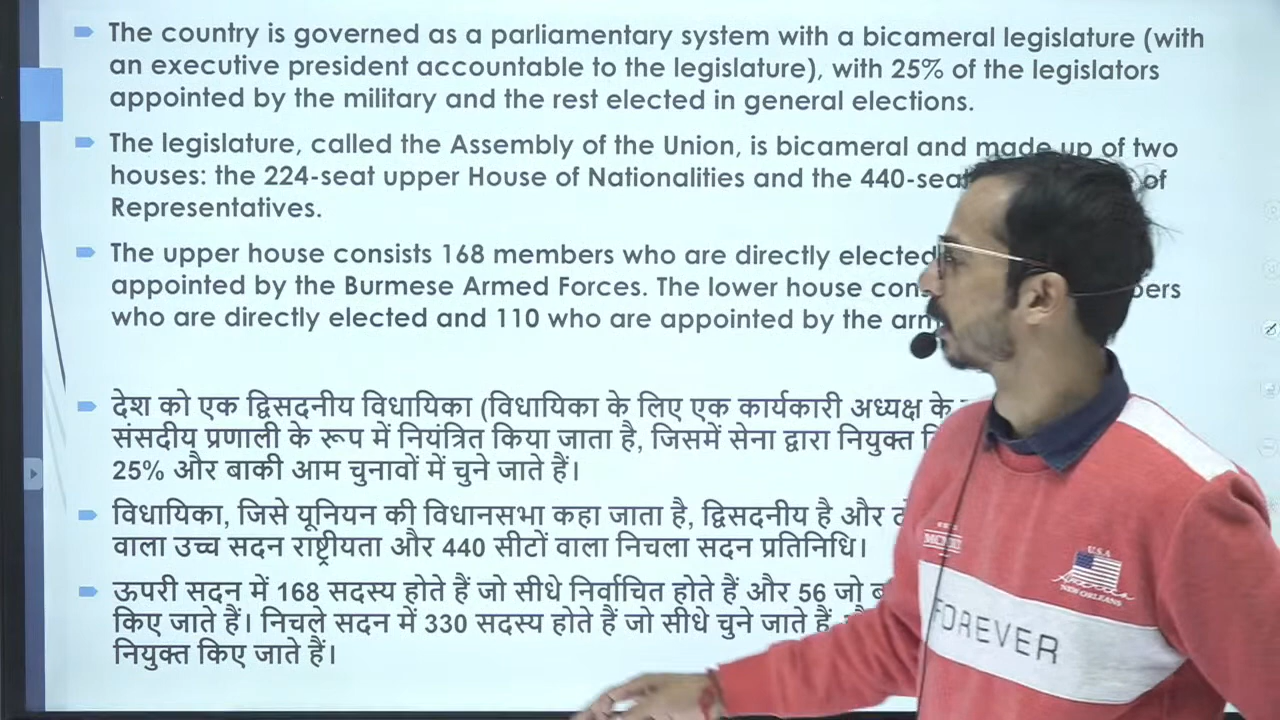 The country is governed as a parliamentary system with a bicameral legislature (with
an executive president accountable to the legislature), with 25% of the legislators
appointed by the military and the rest elected in general elections.
The legislature, called the Assembly of the Union, is bicameral and made up of two
houses: the 224-seat upper House of Nationalities and the 440-seat of
Representatives.
The upper house consists 168 members who are directly elected
appointed by the Burmese Armed Forces. The lower house
who are directly elected and 110 who are appointed by the
देश को एक द्विसदनीय विधायिका (विधायिका के लिए एक कार्यकारी अध्यक्ष के
संसदीय प्रणाली के रूप में नियंत्रित किया जाता है, जिसमें सेना द्वारा नियुक्त
25% और बाकी आम चुनावों में चुने जाते हैं।
विधायिका, जिसे यूनियन की विधानसभा कहा जाता है, द्विसदनीय है और
वाला उच्च सदन राष्ट्रीयता और 440 सीटों वाला निचला सदन प्रतिनिधि।
ऊपरी सदन में 168 सदस्य होते हैं जो सीधे निर्वाचित होते हैं और 56 जो
किए जाते हैं। निचले सदन में 330 सदस्य होते हैं जो सीधे चुने जाते हैं
नियुक्त किए जाते हैं।
U.S.A
America
NEW ORLEANS
FOREVER